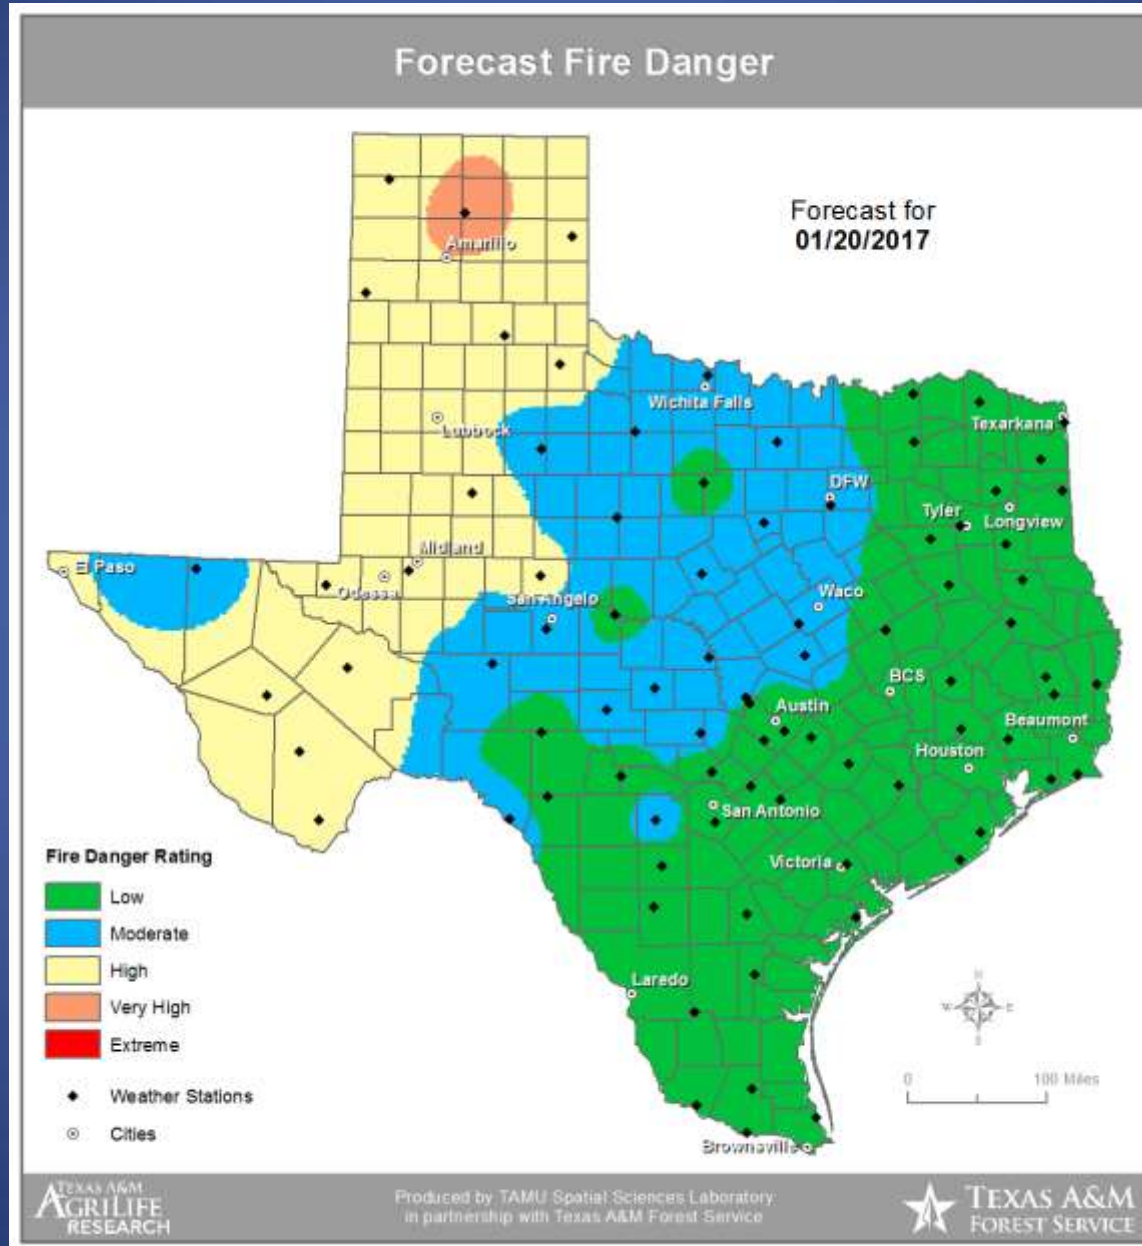 Forecast Fire Danger
Forecast for
01/20/2017
Amarillo
Wichita Falls
Lubbock
Texarkana
DFW
Tyler
Longview
Midland
El Paso
Odessa
San Angelo
Waco
BCS
Austin
Beaumont
Houston
San Antonio
Victoria
Laredo
Brownsville
Fire Danger Rating
Low
Moderate
High
Very High
Extreme
Weather Stations
Cities
N
W
E
S
0
100 Miles
TEXAS A&M
AGRILIFE
RESEARCH
Produced by TAMU Spatial Sciences Laboratory
in partnership with Texas A&M Forest Service
TEXAS A&M
FOREST SERVICE